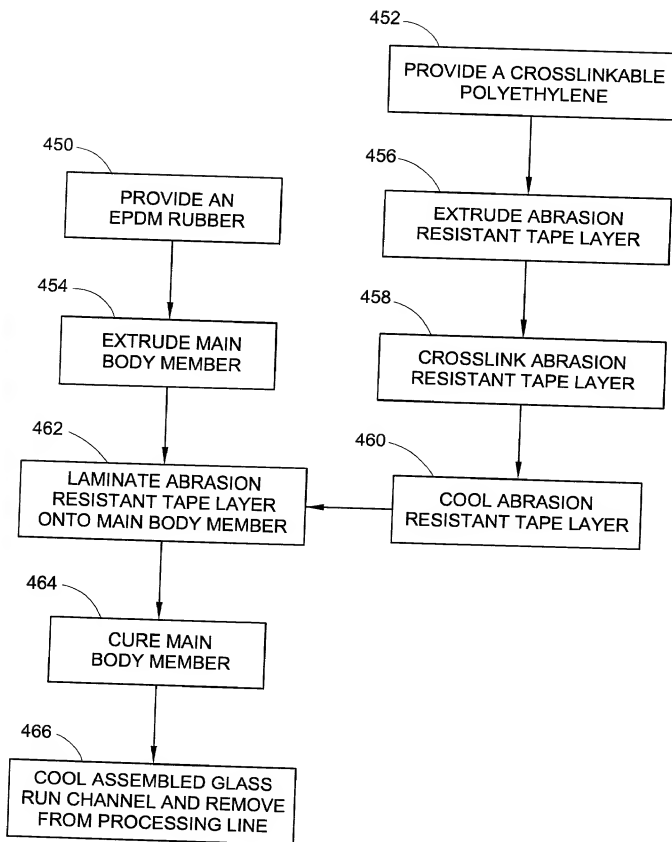 452
PROVIDE A CROSSLINKABLE
POLYETHYLENE
450
PROVIDE AN
EPDM RUBBER
456
EXTRUDE ABRASION
RESISTANT TAPE LAYER
454
EXTRUDE MAIN
BODY MEMBER
458
CROSSLINK ABRASION
RESISTANT TAPE LAYER
462
LAMINATE ABRASION
RESISTANT TAPE LAYER
ONTO MAIN BODY MEMBER
460
COOL ABRASION
RESISTANT TAPE LAYER
464
CURE MAIN
BODY MEMBER
466
COOL ASSEMBLED GLASS
RUN CHANNEL AND REMOVE
FROM PROCESSING LINE